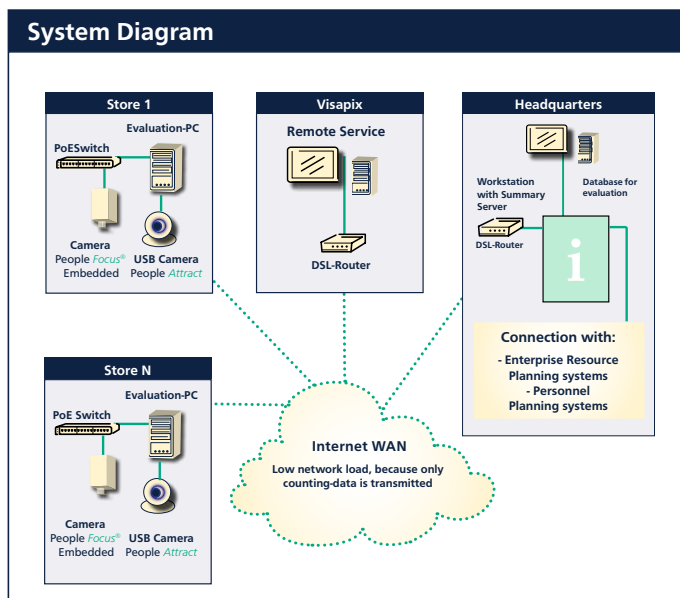 System Diagram
Store 1
Evaluation-PC
PoESwitch
Camera
People Focus®
Embedded
USB Camera
People Attract
Visapix
Remote Service
DSL-Router
Headquarters
Workstation
with Summary
Server
Database for
evaluation
DSL-Router
i
Connection with:
- Enterprise Resource
Planning systems
- Personnel
Planning systems
Store N
Evaluation-PC
PoE Switch
Camera
People Focus®
Embedded
USB Camera
People Attract
Internet WAN
Low network load, because only
counting-data is transmitted